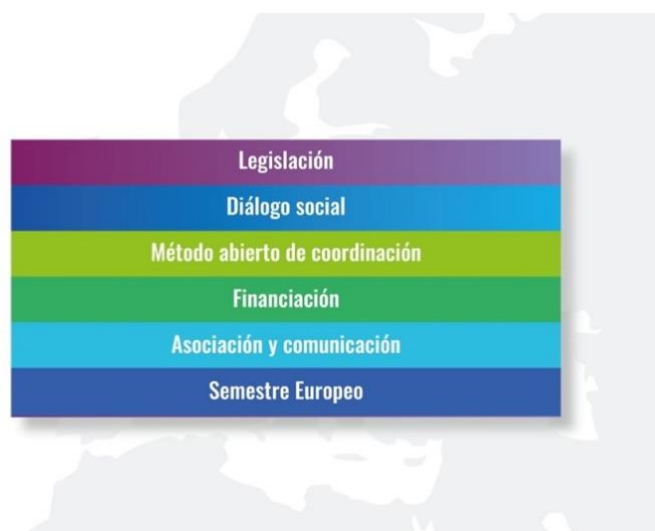 Legislación
Diálogo social
Método abierto de coordinación
Financiación
Asociación y comunicación
Semestre Europeo